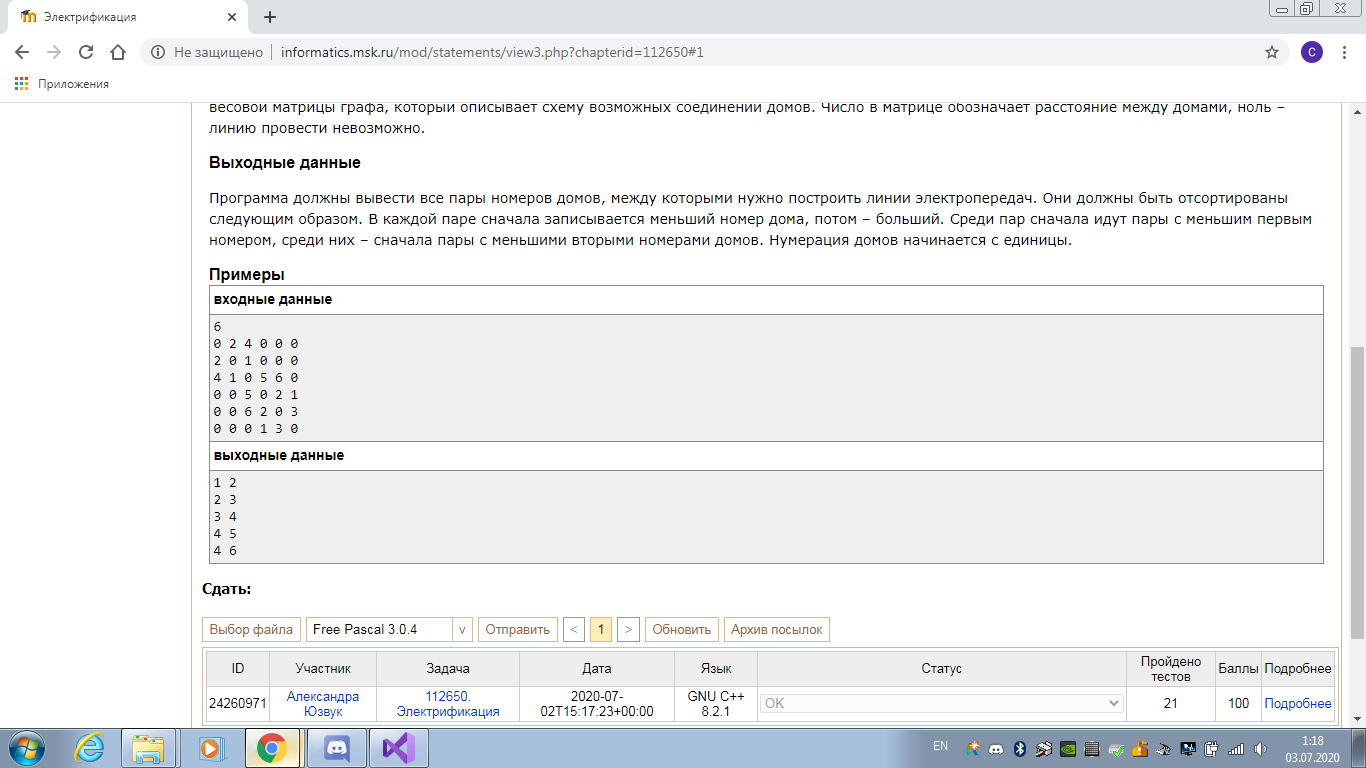 Электрификация
Не защищено
informatics.msk.ru/mod/statements/view3.php?chapterid=112650#1
C
Приложения
весовой матрицы графа, который описывает схему возможных соединений домов. Число в матрице обозначает расстояние между домами, ноль –
линию провести невозможно.
Выходные данные
Программа должны вывести все пары номеров домов, между которыми нужно построить линии электропередач. Они должны быть отсортированы
следующим образом. В каждой паре сначала записывается меньший номер дома, потом – больший. Среди пар сначала идут пары с меньшим первым
номером, среди них – сначала пары с меньшими вторыми номерами домов. Нумерация домов начинается с единицы.
Примеры
входные данные
6
0 2 4 0 0 0
2 0 1 0 0 0
4 1 0 5 6 0
0 0 5 0 2 1
0 0 6 2 0 3
0 0 0 1 3 0
выходные данные
1 2
2 3
3 4
4 5
4 6
Сдать:
Выбор файла Free Pascal 3.0.4 v Отправить < 1 > Обновить Архив посылок
ID Участник Задача Дата Язык Статус Пройдено тестов Баллы Подробнее
24260971 Александра Юзвук 112650. Электрификация 2020-07-02T15:17:23+00:00 GNU C++ 8.2.1 OK 21 100 Подробнее
EN
1:18
03.07.2020